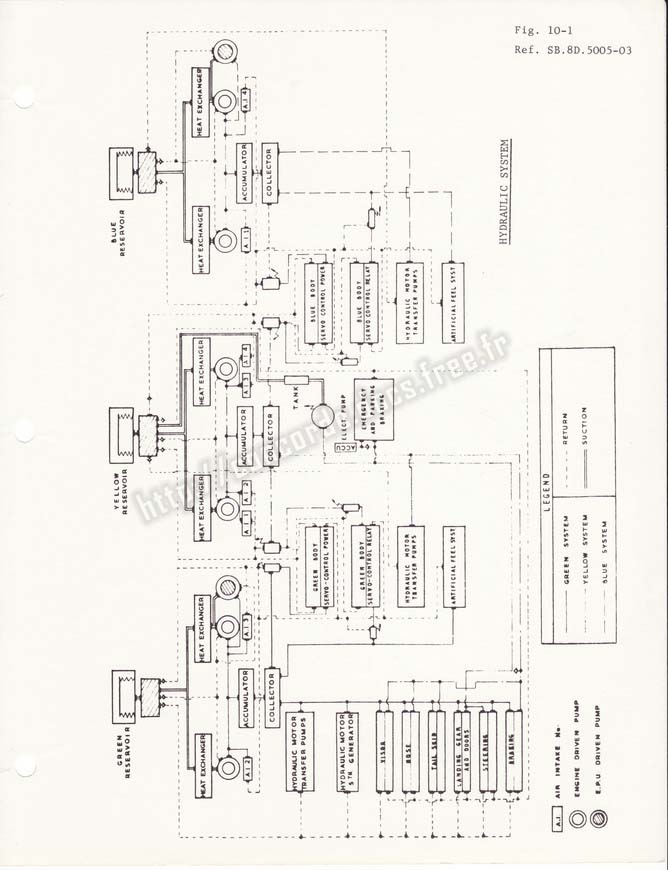 Fig. 10-1
Ref. SB.8D.5005-03
HYDRAULIC SYSTEM
BLUE
RESERVOIR
HEAT EXCHANGER
HEAT EXCHANGER
A.I 4
A.I 1
ACCUMULATOR
COLLECTOR
BLUE BODY
SERVO CONTROL POWER
BLUE BODY
SERVO CONTROL RELAY
HYDRAULIC MOTOR
TRANSFER PUMPS
ARTIFICIAL FEEL SYST
YELLOW
RESERVOIR
HEAT EXCHANGER
HEAT EXCHANGER
A.I 4
A.I 3
A.I 2
A.I 1
ACCUMULATOR
COLLECTOR
TANK
ELECT PUMP
ACCU
EMERGENCY
AND PARKING
BRAKING
GREEN BODY
SERVO-CONTROL POWER
GREEN BODY
SERVO-CONTROL RELAY
HYDRAULIC MOTOR
TRANSFER PUMPS
ARTIFICIAL FEEL SYST
GREEN
RESERVOIR
HEAT EXCHANGER
HEAT EXCHANGER
A.I 3
A.I 2
ACCUMULATOR
COLLECTOR
HYDRAULIC MOTOR
TRANSFER PUMPS
HYDRAULIC MOTOR
ST'BY GENERATOR
VISOR
NOSE
TAIL SKID
LANDING GEAR
AND DOORS
STEERING
BRAKING
LEGEND
GREEN SYSTEM
YELLOW SYSTEM
BLUE SYSTEM
RETURN
SUCTION
A.I. AIR INTAKE No.
ENGINE DRIVEN PUMP
E.P.U DRIVEN PUMP